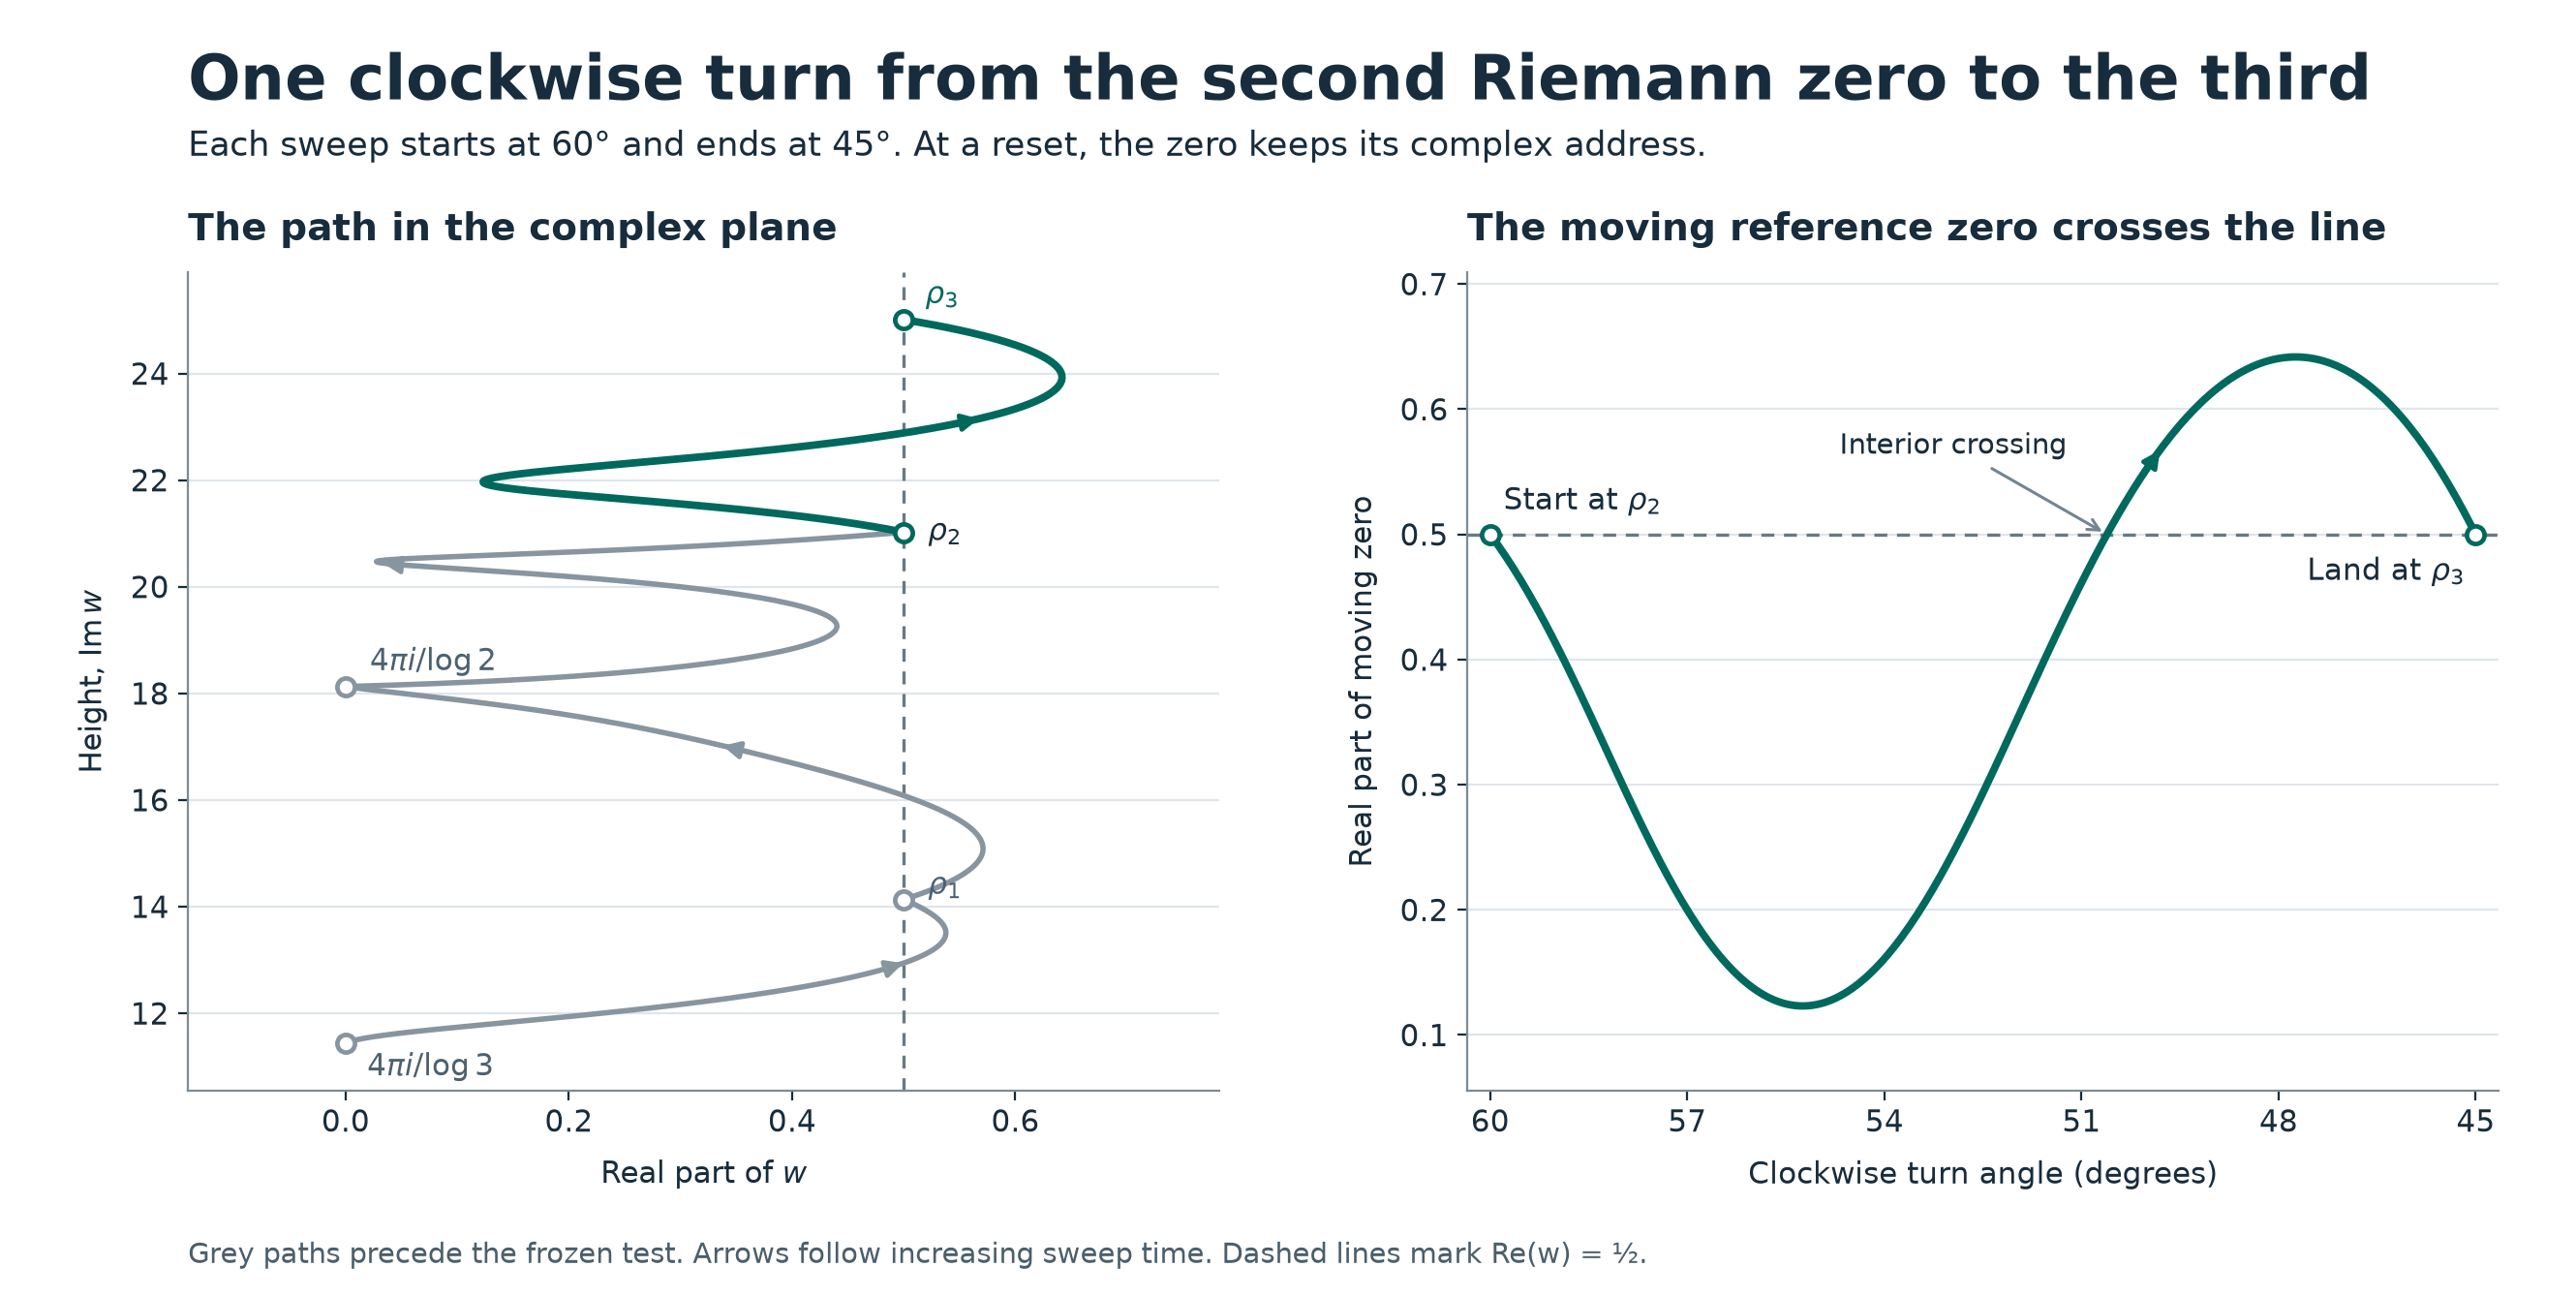 One clockwise turn from the second Riemann zero to the third
Each sweep starts at 60° and ends at 45°. At a reset, the zero keeps its complex address.
The path in the complex plane
ρ₃
24
22
ρ₂
20
4πi/log 2
18
16
ρ₁
14
12
4πi/log 3
Height, Im w
0.0 0.2 0.4 0.6
Real part of w
The moving reference zero crosses the line
0.7
0.6
Interior crossing
Start at ρ₂
0.5
Land at ρ₃
0.4
0.3
0.2
0.1
Real part of moving zero
60 57 54 51 48 45
Clockwise turn angle (degrees)
Grey paths precede the frozen test. Arrows follow increasing sweep time. Dashed lines mark Re(w) = ½.